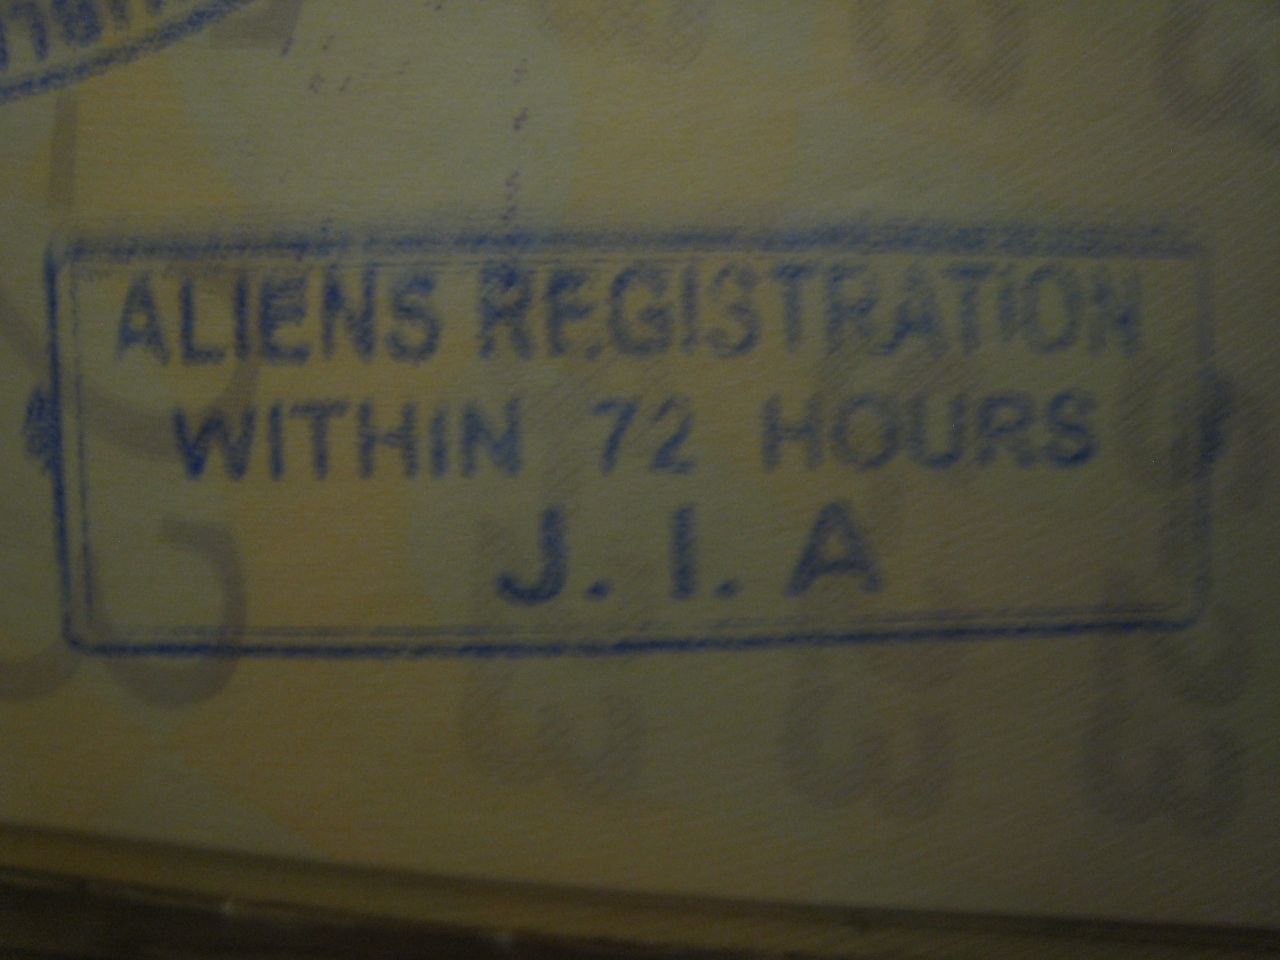 ALIENS REGISTRATION
WITHIN 72 HOURS
J. I. A